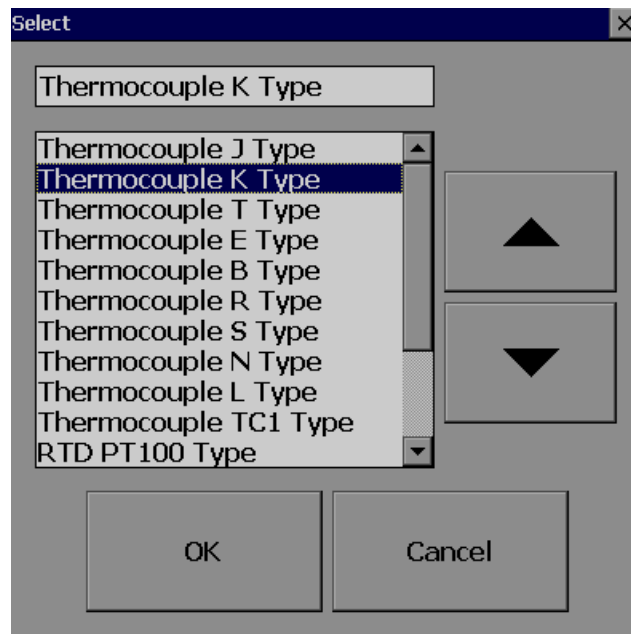 Select
Thermocouple K Type
Thermocouple J Type
Thermocouple K Type
Thermocouple T Type
Thermocouple E Type
Thermocouple B Type
Thermocouple R Type
Thermocouple S Type
Thermocouple N Type
Thermocouple L Type
Thermocouple TC1 Type
RTD PT100 Type
OK
Cancel